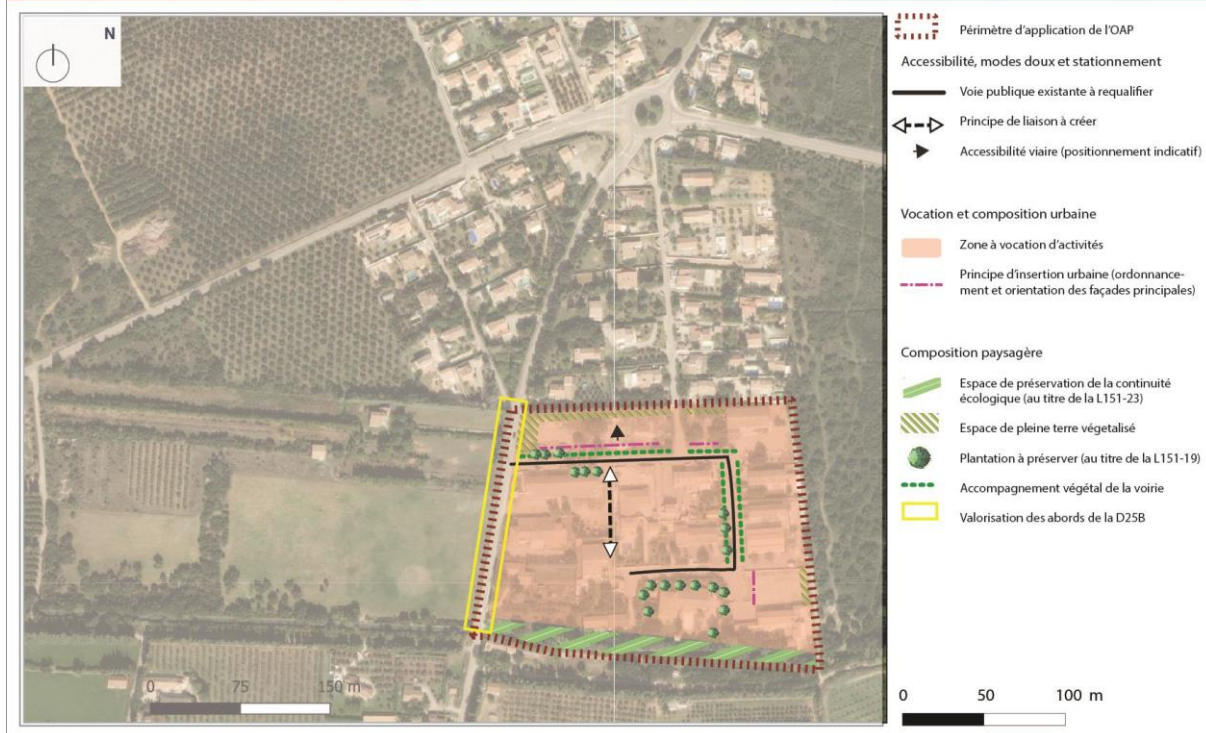 N
Périmètre d'application de l'OAP
Accessibilité, modes doux et stationnement
Voie publique existante à requalifier
Principe de liaison à créer
Accessibilité viaire (positionnement indicatif)
Vocation et composition urbaine
Zone à vocation d'activités
Principe d'insertion urbaine (ordonnance-
ment et orientation des façades principales)
Composition paysagère
Espace de préservation de la continuité
écologique (au titre de la L151-23)
Espace de pleine terre végetalisé
Plantation à préserver (au titre de la L151-19)
Accompagnement végétal de la voirie
Valorisation des abords de la D25B
0 75 150 m
0 50 100 m